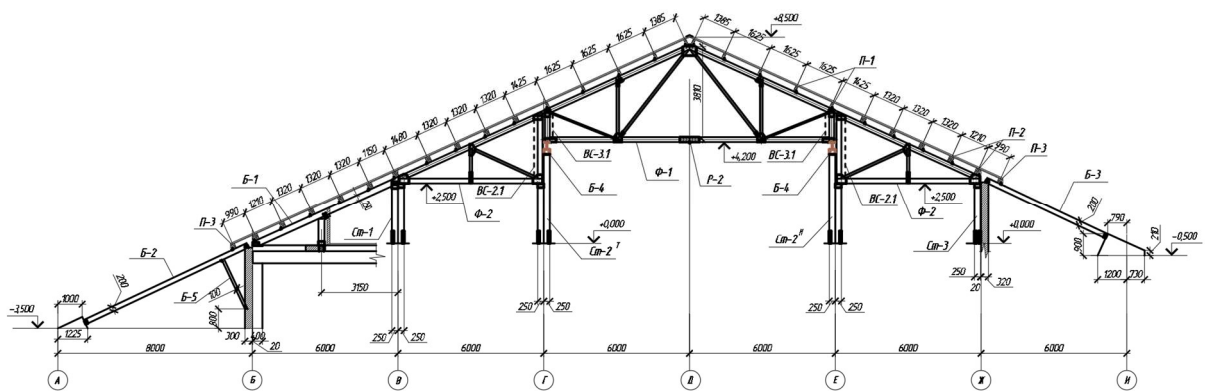 1385
1625
1625
1625
1425
1320
1320
1320
1480
1150
1320
1320
1210
990
+8,500
1385
1625
1625
1625
1425
1320
1320
1320
1210
990
П-1
П-2
П-3
Б-3
3810
ВС-3.1
Б-4
Ф-1
Р-2
+4,200
ВС-3.1
Б-4
ВС-2.1
Ф-2
+2,500
ВС-2.1
Ф-2
+2,500
Б-1
П-3
Б-2
Б-5
Ст-1
Ст-2 Т
+0,000
Ст-2 Н
Ст-3
+0,000
200
790
900
210
-0,500
1200
730
250
20
320
200
100
3150
800
300
400
20
1000
1225
-3,500
250
250
250
250
250
250
8000
6000
6000
6000
6000
6000
6000
А
Б
В
Г
Д
Е
Ж
И